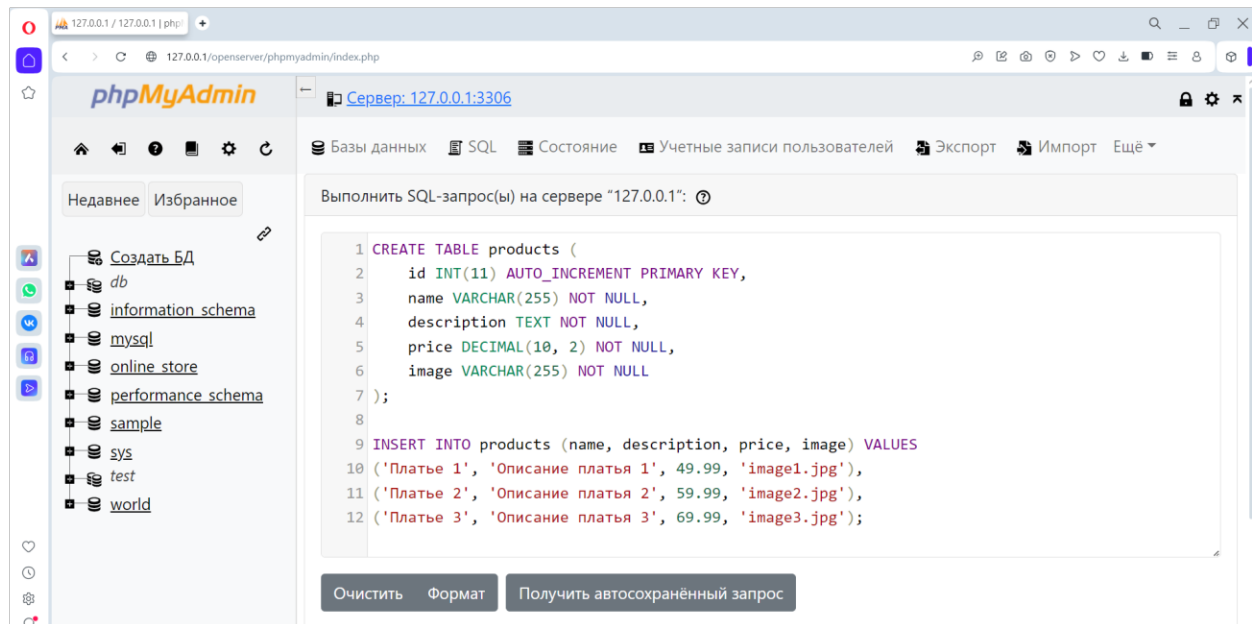 127.0.0.1 / 127.0.0.1 | php
127.0.0.1/openserver/phpmyadmin/index.php
phpMyAdmin
Сервер: 127.0.0.1:3306
Базы данных SQL Состояние Учетные записи пользователей Экспорт Импорт Ещё
Недавнее Избранное
Создать БД
db
information_schema
mysql
online_store
performance_schema
sample
sys
test
world
Выполнить SQL-запрос(ы) на сервере “127.0.0.1”:
1 CREATE TABLE products (
2 id INT(11) AUTO_INCREMENT PRIMARY KEY,
3 name VARCHAR(255) NOT NULL,
4 description TEXT NOT NULL,
5 price DECIMAL(10, 2) NOT NULL,
6 image VARCHAR(255) NOT NULL
7 );
8
9 INSERT INTO products (name, description, price, image) VALUES
10 ('Платье 1', 'Описание платья 1', 49.99, 'image1.jpg'),
11 ('Платье 2', 'Описание платья 2', 59.99, 'image2.jpg'),
12 ('Платье 3', 'Описание платья 3', 69.99, 'image3.jpg');
Очистить Формат Получить автосохранённый запрос